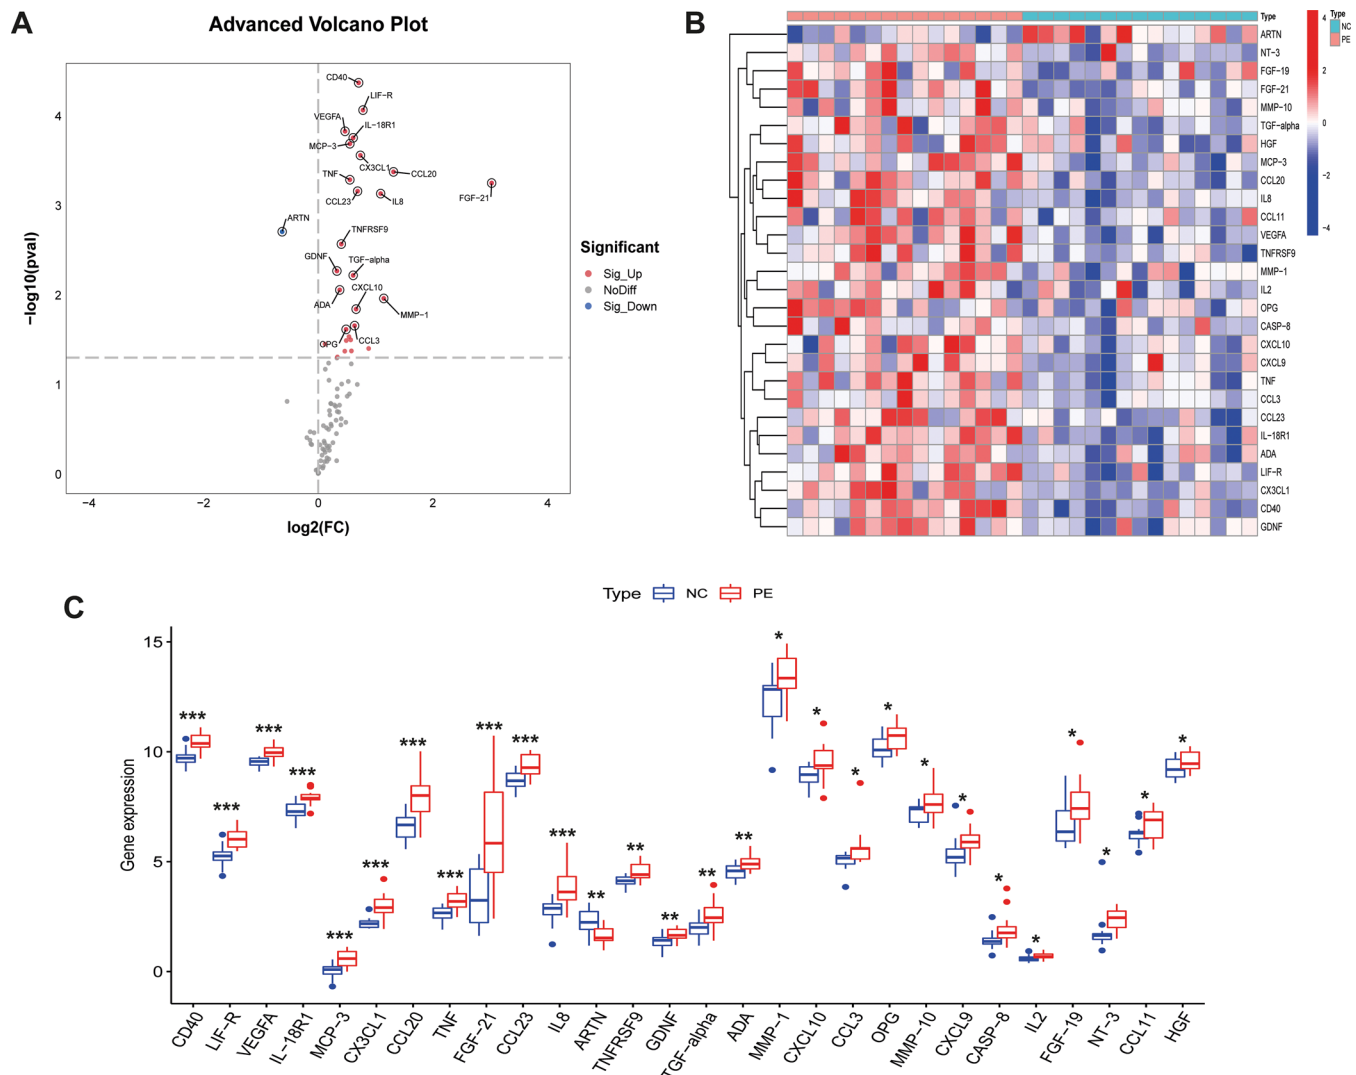 A
Advanced Volcano Plot
CD40
LIF-R
VEGFA
IL-18R1
MCP-3
CX3CL1
CCL20
TNF
FGF-21
CCL23
IL8
ARTN
TNFRSF9
GDNF
TGF-alpha
CXCL10
ADA
MMP-1
OPG
CCL3
4
3
2
1
0
-4
-2
0
2
4
-log10(pval)
log2(FC)
Significant
Sig_Up
NoDiff
Sig_Down
B
Type
ARTN
NT-3
FGF-19
FGF-21
MMP-10
TGF-alpha
HGF
MCP-3
CCL20
IL8
CCL11
VEGFA
TNFRSF9
MMP-1
IL2
OPG
CASP-8
CXCL10
CXCL9
TNF
CCL3
CCL23
IL-18R1
ADA
LIF-R
CX3CL1
CD40
GDNF
4
2
0
-2
-4
Type
NC
PE
C
Type NC PE
Gene expression
15
10
5
0
***
***
***
***
***
***
***
***
***
***
***
**
**
**
**
**
*
*
*
*
*
*
*
*
*
*
*
*
CD40
LIF-R
VEGFA
IL-18R1
MCP-3
CX3CL1
CCL20
TNF
FGF-21
CCL23
IL8
ARTN
TNFRSF9
GDNF
TGF-alpha
ADA
MMP-1
CXCL10
CCL3
OPG
MMP-10
CXCL9
CASP-8
IL2
FGF-19
NT-3
CCL11
HGF